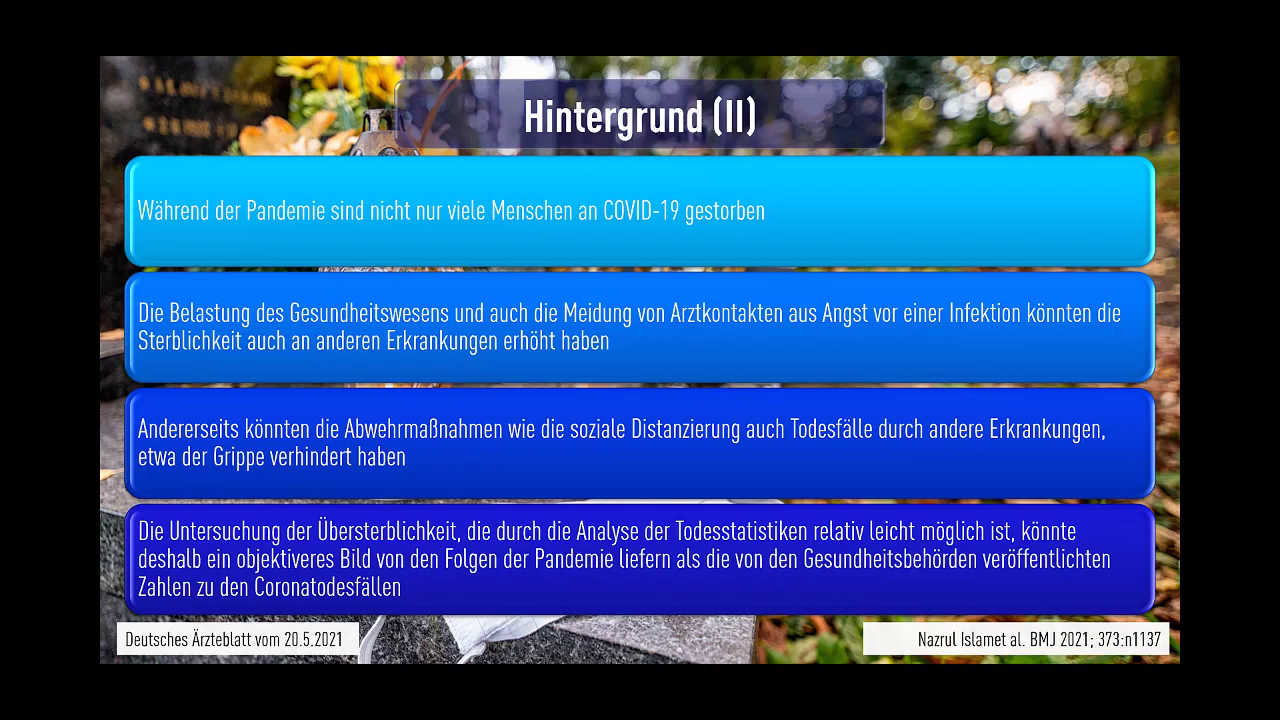 Hintergrund (II)
Während der Pandemie sind nicht nur viele Menschen an COVID-19 gestorben
Die Belastung des Gesundheitswesens und auch die Meidung von Arztkontakten aus Angst vor einer Infektion könnten die
Sterblichkeit auch an anderen Erkrankungen erhöht haben
Andererseits könnten die Abwehrmaßnahmen wie die soziale Distanzierung auch Todesfälle durch andere Erkrankungen,
etwa der Grippe verhindert haben
Die Untersuchung der Übersterblichkeit, die durch die Analyse der Todesstatistiken relativ leicht möglich ist, könnte
deshalb ein objektiveres Bild von den Folgen der Pandemie liefern als die von den Gesundheitsbehörden veröffentlichten
Zahlen zu den Coronatodesfällen
Deutsches Ärzteblatt vom 20.5.2021
Nazrul Islamet al. BMJ 2021; 373:n1137